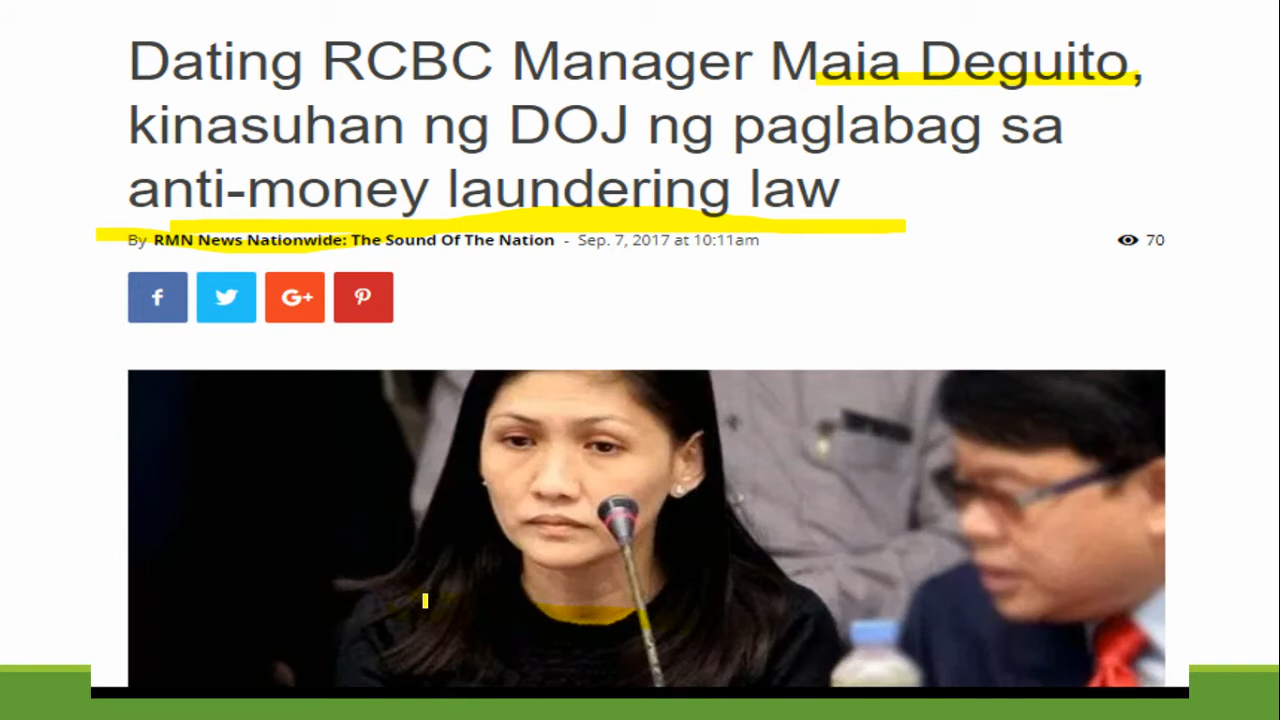 Dating RCBC Manager Maia Deguito,
kinasuhan ng DOJ ng paglabag sa
anti-money laundering law
By RMN News Nationwide: The Sound Of The Nation - Sep. 7, 2017 at 10:11am 70
f G+